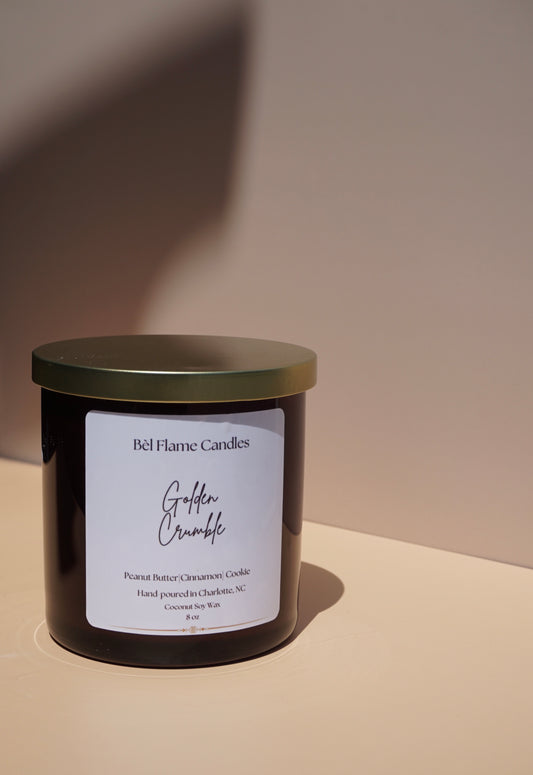 Bèl Flame Candles
Golden
Crumble
Peanut Butter|Cinnamon| Cookie
Hand-poured in Charlotte, NC
Coconut Soy Wax
8 oz